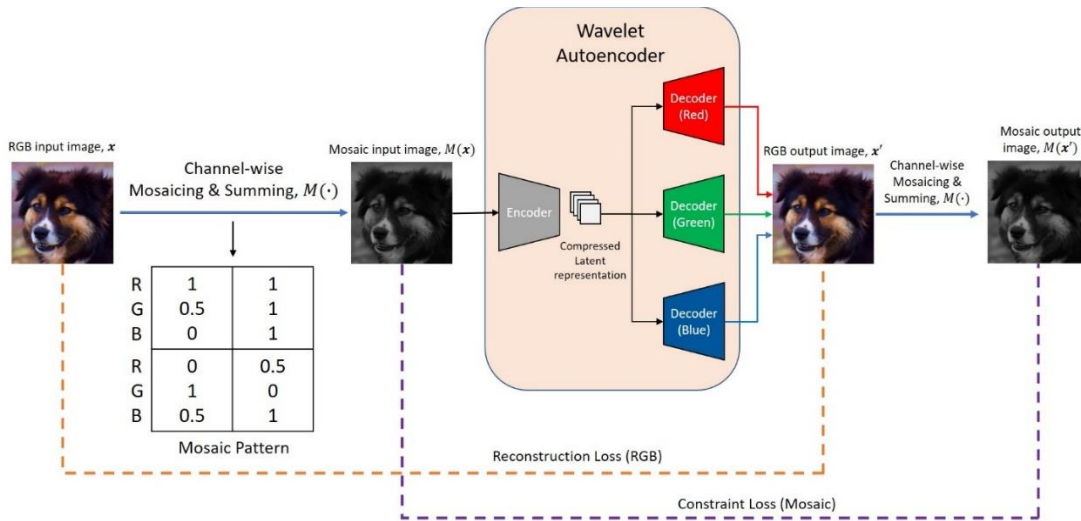 Wavelet
Autoencoder
RGB input image, x
Channel-wise
Mosaicing & Summing, M(·)
Mosaic input image, M(x)
Encoder
Compressed
Latent
representation
Decoder
(Red)
Decoder
(Green)
Decoder
(Blue)
RGB output image, x′
Channel-wise
Mosaicing &
Summing, M(·)
Mosaic output
image, M(x′)
R 1 1
G 0.5 1
B 0 1
R 0 0.5
G 1 0
B 0.5 1
Mosaic Pattern
Reconstruction Loss (RGB)
Constraint Loss (Mosaic)